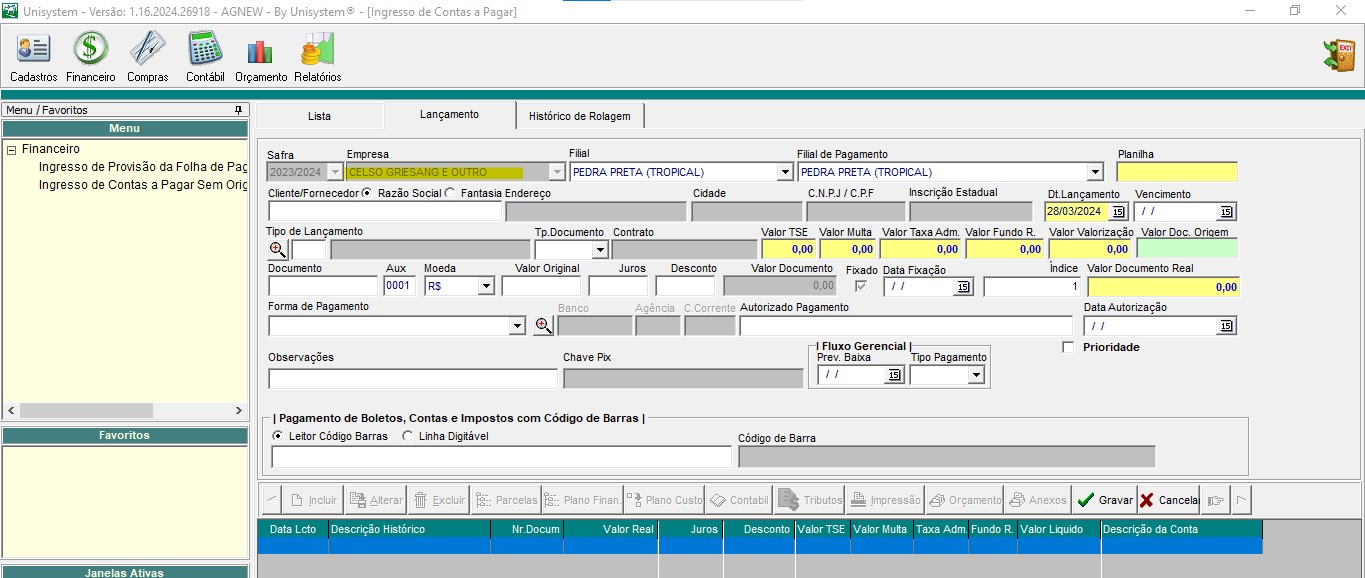 Unisystem - Versão: 1.16.2024.26918 - AGNEW - By Unisystem® - [Ingresso de Contas a Pagar]
EXIT
Cadastros Financeiro Compras Contábil Orçamento Relatórios
Menu / Favoritos
Menu
Financeiro
Ingresso de Provisão da Folha de Pag
Ingresso de Contas a Pagar Sem Orig
Favoritos
Janelas Ativas
Lista Lançamento Histórico de Rolagem
Safra Empresa Filial Filial de Pagamento Planilha
2023/2024 CELSO GRIESANG E OUTRO PEDRA PRETA (TROPICAL) PEDRA PRETA (TROPICAL)
Cliente/Fornecedor Razão Social Fantasia Endereço Cidade C.N.P.J / C.P.F Inscrição Estadual Dt.Lançamento Vencimento
28/03/2024 15 / / 15
Tipo de Lançamento Tp.Documento Contrato Valor TSE Valor Multa Valor Taxa Adm. Valor Fundo R. Valor Valorização Valor Doc. Origem
0,00 0,00 0,00 0,00 0,00
Documento Aux Moeda Valor Original Juros Desconto Valor Documento Fixado Data Fixação Índice Valor Documento Real
0001 R$ 0,00 / / 15 1 0,00
Forma de Pagamento Banco Agência C.Corrente Autorizado Pagamento Data Autorização
/ / 15
Observações Chave Pix | Fluxo Gerencial | Prioridade
Prev. Baixa Tipo Pagamento
/ / 15
| Pagamento de Boletos, Contas e Impostos com Código de Barras |
Leitor Código Barras Linha Digitável Código de Barra
Incluir Alterar Excluir Parcelas Plano Finan. Plano Custo Contabil Tributos Impressão Orçamento Anexos Gravar Cancela
Data Lcto Descrição Histórico Nr.Docum Valor Real Juros Desconto Valor TSE Valor Multa Taxa Adm. Fundo R. Valor Liquido Descrição da Conta